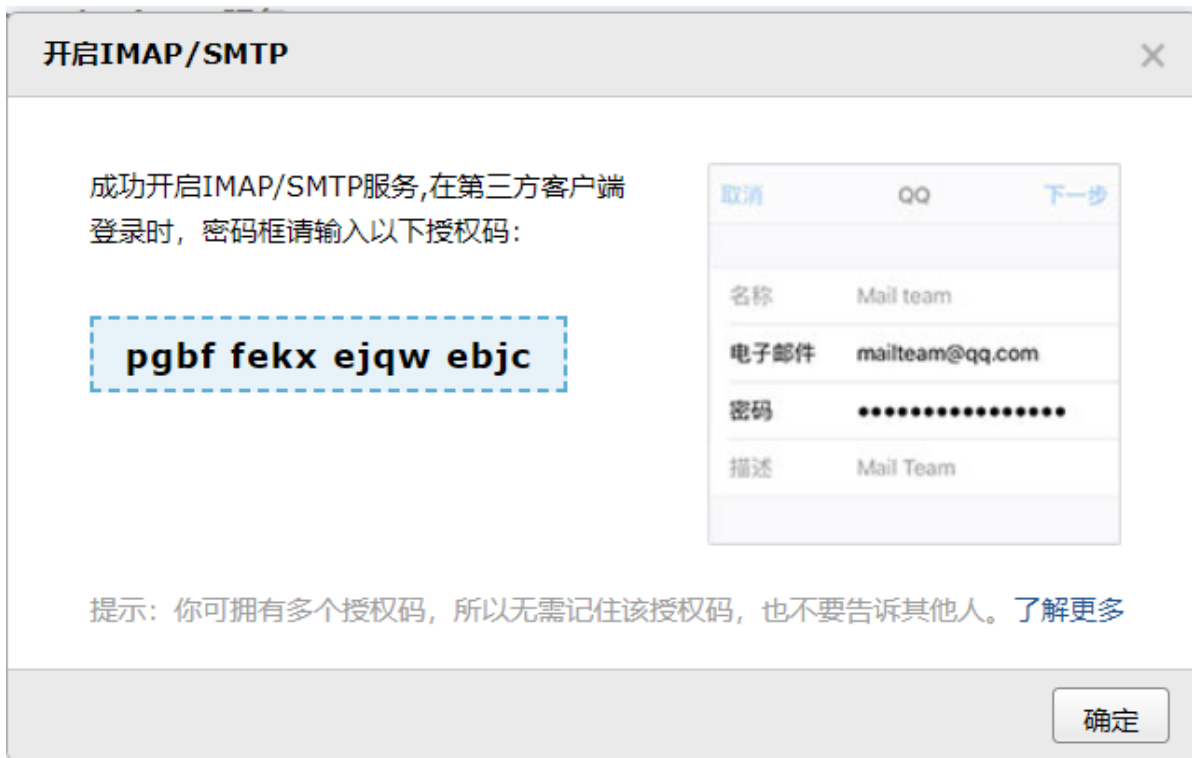 开启IMAP/SMTP
成功开启IMAP/SMTP服务,在第三方客户端
登录时，密码框请输入以下授权码：
pgbf fekx ejqw ebjc
取消 QQ 下一步
名称 Mail team
电子邮件 mailteam@qq.com
密码 ••••••••••••••••
描述 Mail Team
提示：你可拥有多个授权码，所以无需记住该授权码，也不要告诉其他人。了解更多
确定